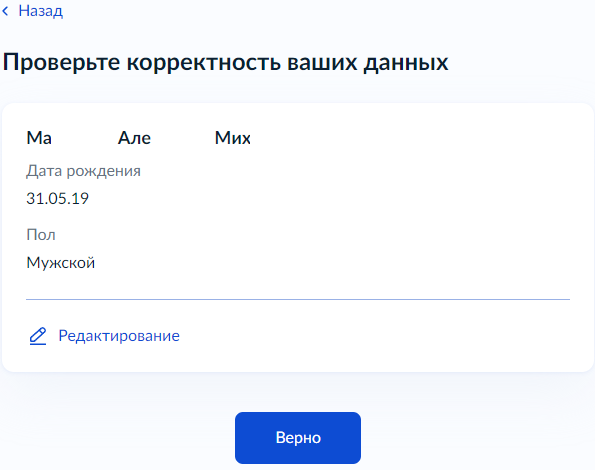 Назад
Проверьте корректность ваших данных
Ма Але Мих
Дата рождения
31.05.19
Пол
Мужской
Редактирование
Верно